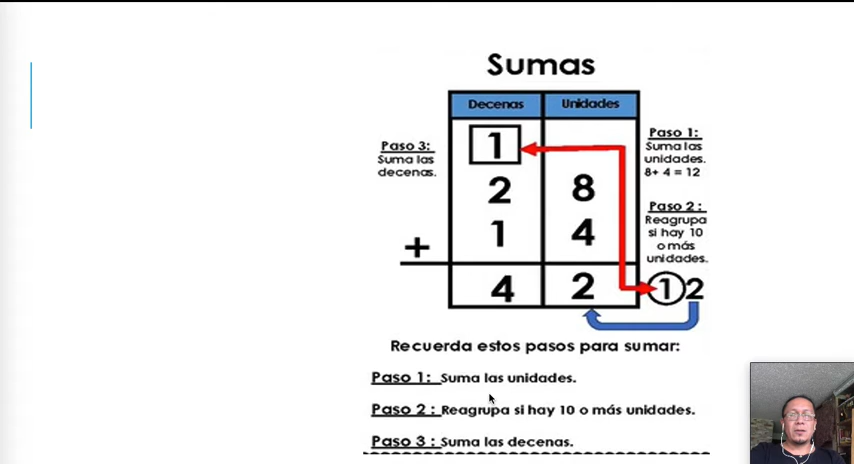 Sumas
Decenas Unidades
Paso 3:
Suma las
decenas.
1
2 8
+ 1 4
4 2
Paso 1:
Suma las
unidades.
8+ 4 = 12
Paso 2 :
Reagrupa
si hay 10
o más
unidades.
12
Recuerda estos pasos para sumar:
Paso 1: Suma las unidades.
Paso 2 : Reagrupa si hay 10 o más unidades.
Paso 3 : Suma las decenas.